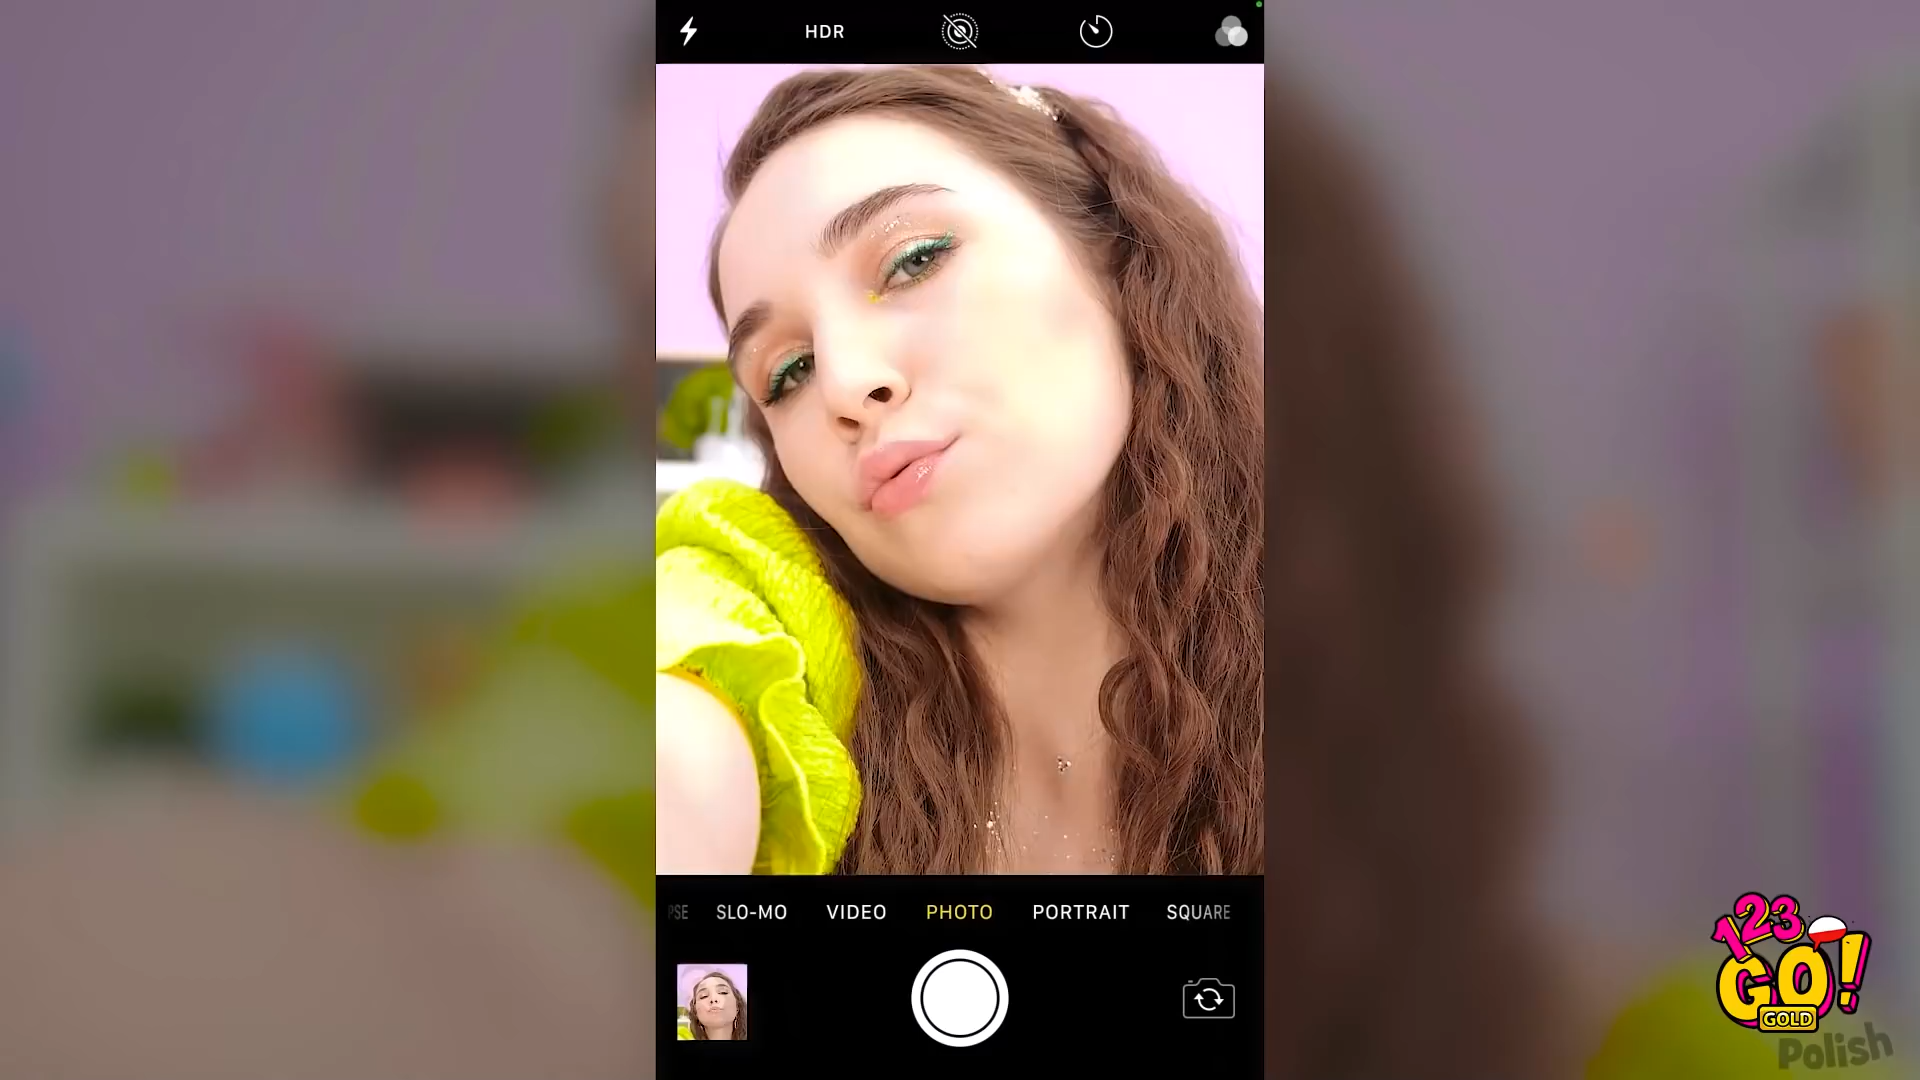 HDR
PSE SLO-MO VIDEO PHOTO PORTRAIT SQUARE
123
GO!
GOLD
Polish